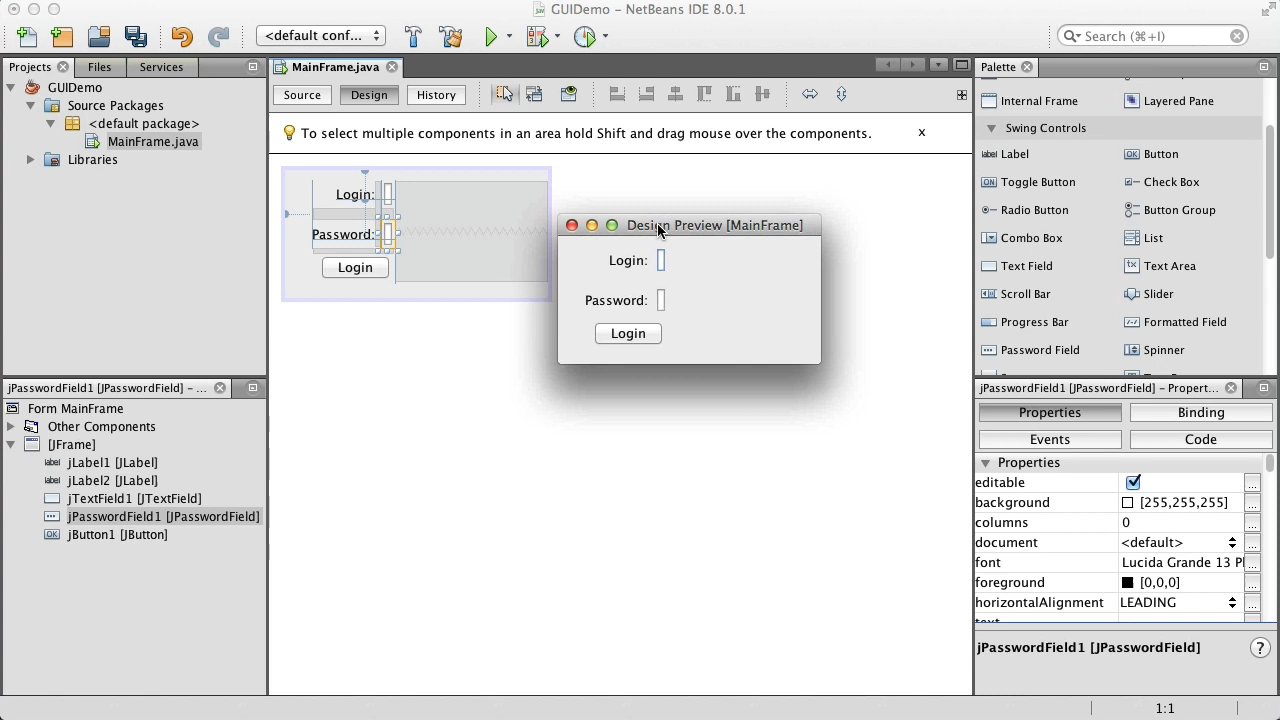 GUIDemo – NetBeans IDE 8.0.1
<default conf...
Search (⌘+I)
Projects
Files
Services
GUIDemo
Source Packages
<default package>
MainFrame.java
Libraries
MainFrame.java
Source
Design
History
To select multiple components in an area hold Shift and drag mouse over the components.
x
Login:
Password:
Login
Design Preview [MainFrame]
Login:
Password:
Login
Palette
Internal Frame
Layered Pane
Swing Controls
label Label
OK Button
ON Toggle Button
Check Box
Radio Button
Button Group
Combo Box
List
Text Field
Text Area
Scroll Bar
Slider
Progress Bar
Formatted Field
Password Field
Spinner
jPasswordField1 [JPasswordField] – ...
Form MainFrame
Other Components
[JFrame]
label jLabel1 [JLabel]
label jLabel2 [JLabel]
jTextField1 [JTextField]
jPasswordField1 [JPasswordField]
OK jButton1 [JButton]
jPasswordField1 [JPasswordField] – Propert...
Properties
Binding
Events
Code
Properties
editable
...
background
[255,255,255]
...
columns
0
...
document
<default>
...
font
Lucida Grande 13 Pl
...
foreground
[0,0,0]
...
horizontalAlignment
LEADING
...
jPasswordField1 [JPasswordField]
?
1:1